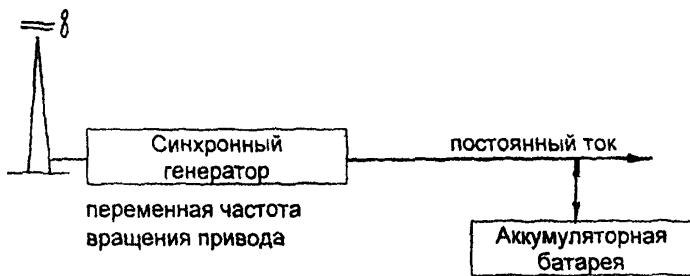 Синхронный
генератор
постоянный ток
переменная частота
вращения привода
Аккумуляторная
батарея